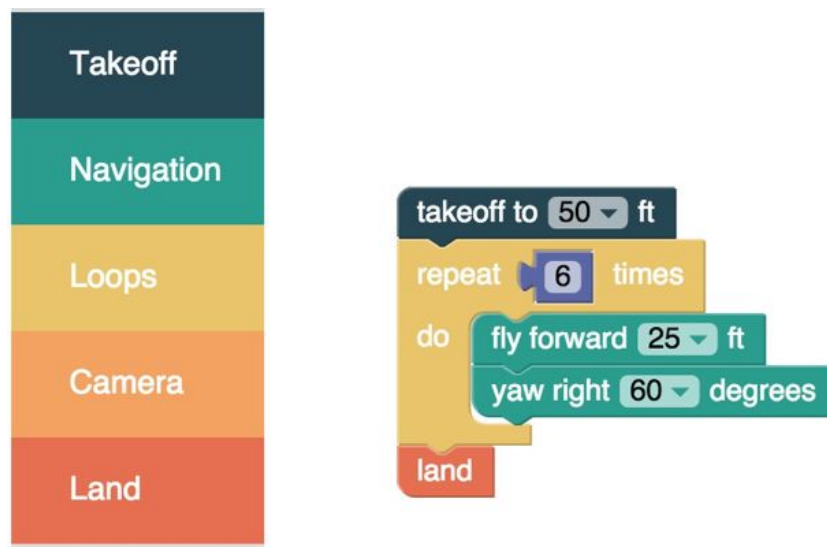 Takeoff
Navigation
Loops
Camera
Land
takeoff to 50 ft
repeat 6 times
do fly forward 25 ft
yaw right 60 degrees
land